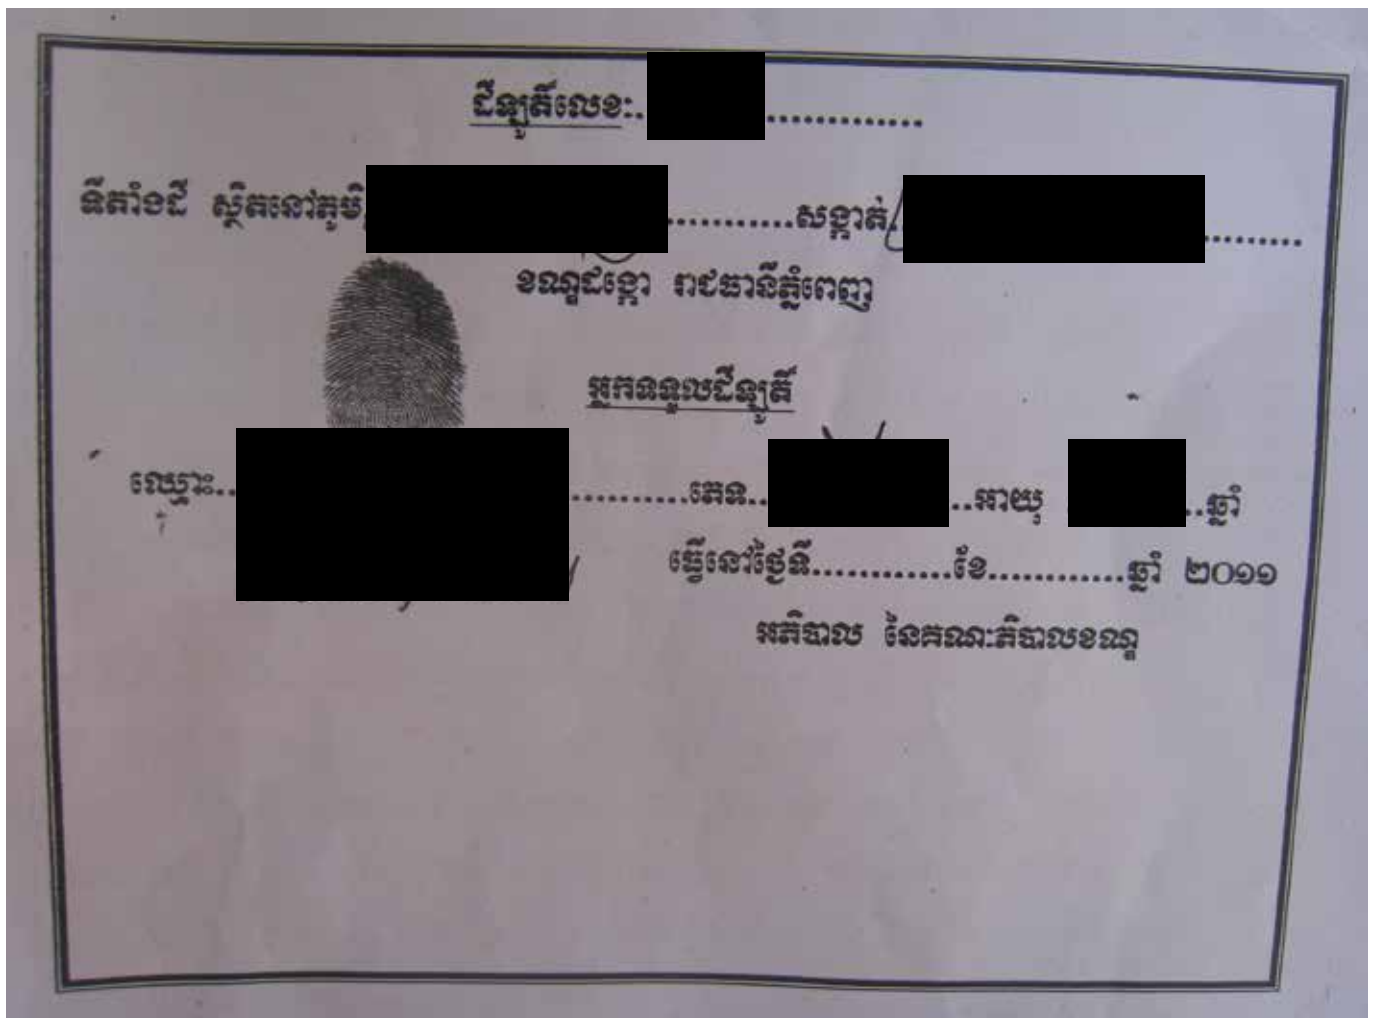 ដីឡូតិ៍លេខ:................
ទីតាំងដី ស្ថិតនៅភូមិ............សង្កាត់............
ខណ្ឌដង្កោ រាជធានីភ្នំពេញ
អ្នកទទួលដីឡូតិ៍
ឈ្មោះ............ភេទ....អាយុ..ឆ្នាំ
ធ្វើនៅថ្ងៃទី.............ខែ.............ឆ្នាំ ២០១១
អភិបាល នៃគណៈភិបាលខណ្ឌ